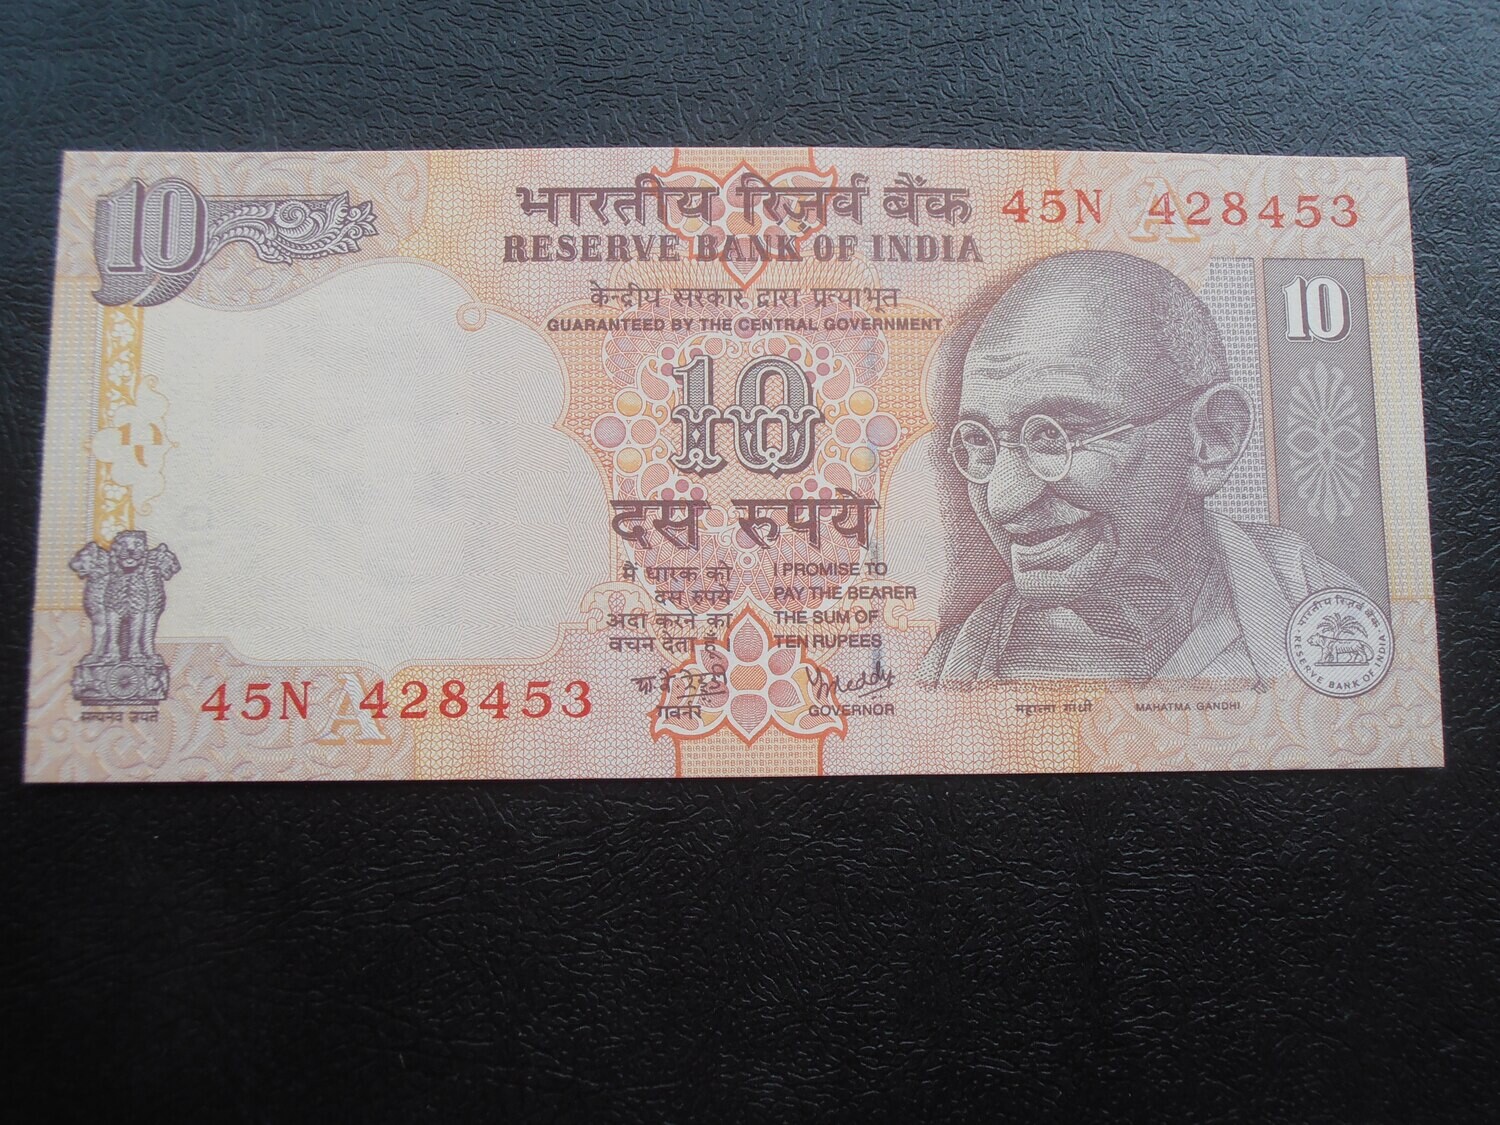 10
भारतीय रिज़र्व बैंक
RESERVE BANK OF INDIA
45N A 428453
केन्द्रीय सरकार द्वारा प्रत्याभूत
GUARANTEED BY THE CENTRAL GOVERNMENT
10
10
दस रुपये
मैं धारक को
दस रुपये
अदा करने का
वचन देता हूँ।
गवर्नर
I PROMISE TO
PAY THE BEARER
THE SUM OF
TEN RUPEES
GOVERNOR
भारतीय रिज़र्व बैंक
RESERVE BANK OF INDIA
सत्यमेव जयते
45N A 428453
महात्मा गांधी
MAHATMA GANDHI